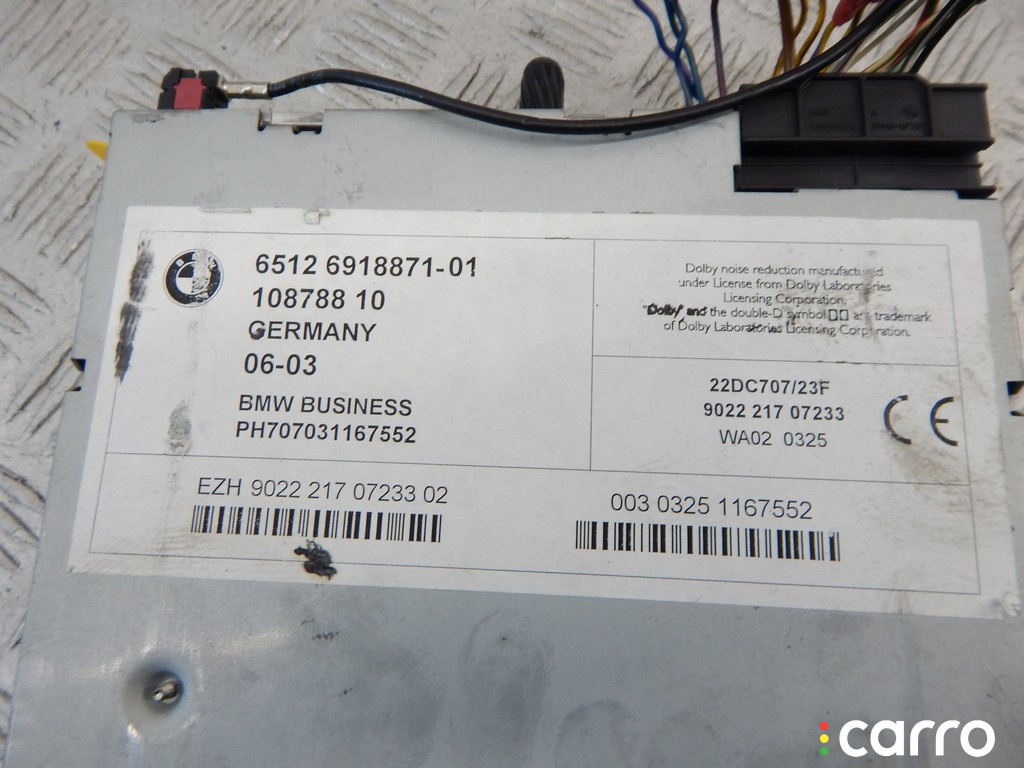 6512 6918871-01
108788 10
GERMANY
06-03
BMW BUSINESS
PH707031167552
Dolby noise reduction manufactured
under License from Dolby Laboratories
Licensing Corporation.
"Dolby" and the double-D symbol are trademark
of Dolby Laboratories Licensing Corporation.
22DC707/23F
9022 217 07233
WA02 0325
CE
EZH 9022 217 07233 02
003 0325 1167552
carro